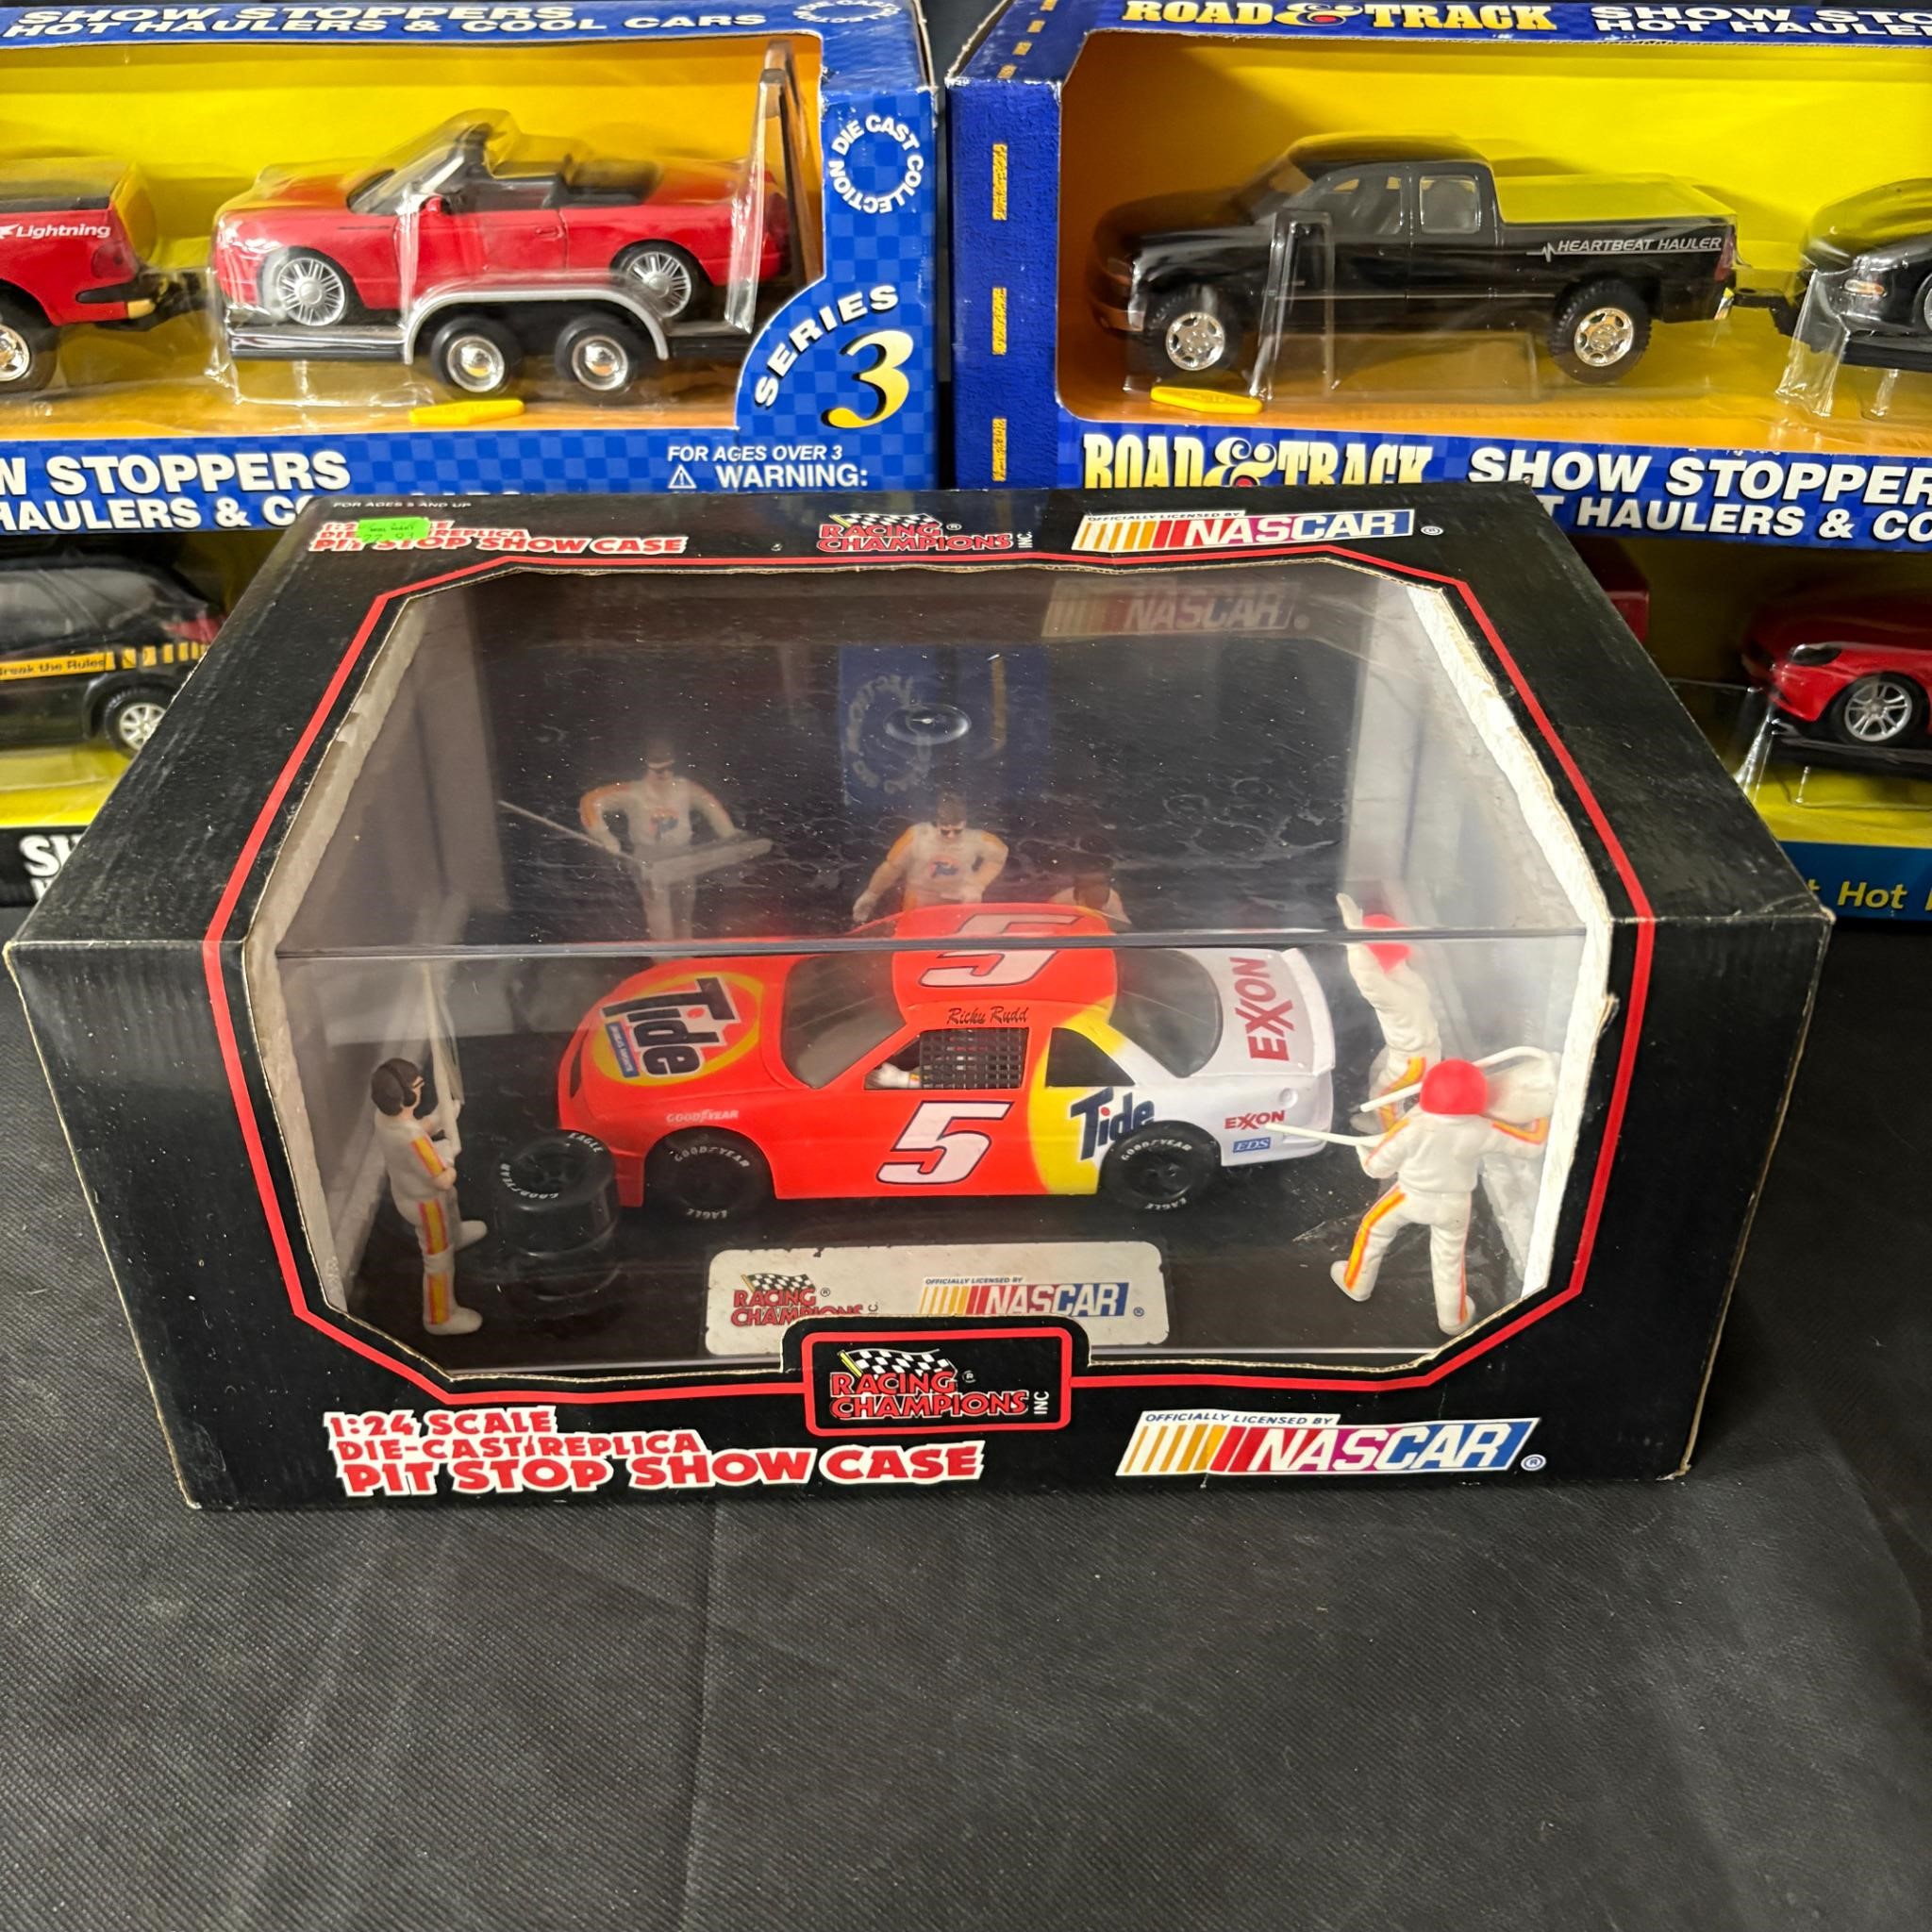 SHOW STOPPERS
HOT HAULERS & COOL CARS
DIE CAST COLLECTION
Lightning
SERIES
3
FOR AGES OVER 3
WARNING:
W STOPPERS
HAULERS & CO
ROAD & TRACK
SHOW STO
HOT HAULE
HEARTBEAT HAULER
ROAD & TRACK
SHOW STOPPER
T HAULERS & CO
Break the Rules
Hot
FOR AGES 3 AND UP
PIT STOP SHOW CASE
RACING ®
CHAMPIONS INC
OFFICIALLY LICENSED BY
NASCAR ®
NASCAR
5
Tide
Ricky Rudd
EXXON
GOODYEAR
5
Tide
EXXON
EDS
EAGLE
GOODYEAR
GOODYEAR
EAGLE
GOODYEAR
EAGLE
RACING ®
CHAMPIONS
OFFICIALLY LICENSED BY
NASCAR ®
RACING ®
CHAMPIONS INC
1:24 SCALE
DIE-CAST REPLICA
PIT STOP SHOW CASE
OFFICIALLY LICENSED BY
NASCAR ®